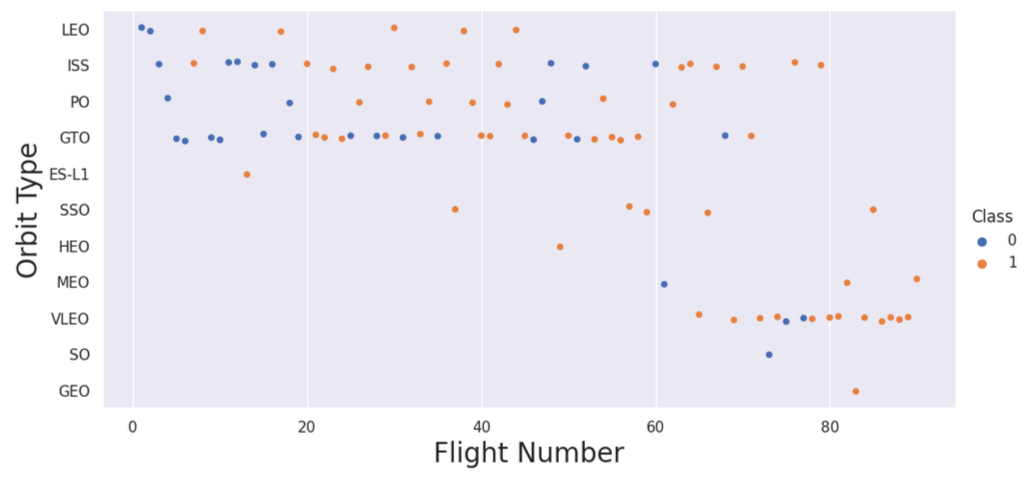 Orbit Type
LEO
ISS
PO
GTO
ES-L1
SSO
HEO
MEO
VLEO
SO
GEO
0 20 40 60 80
Flight Number
Class
0
1